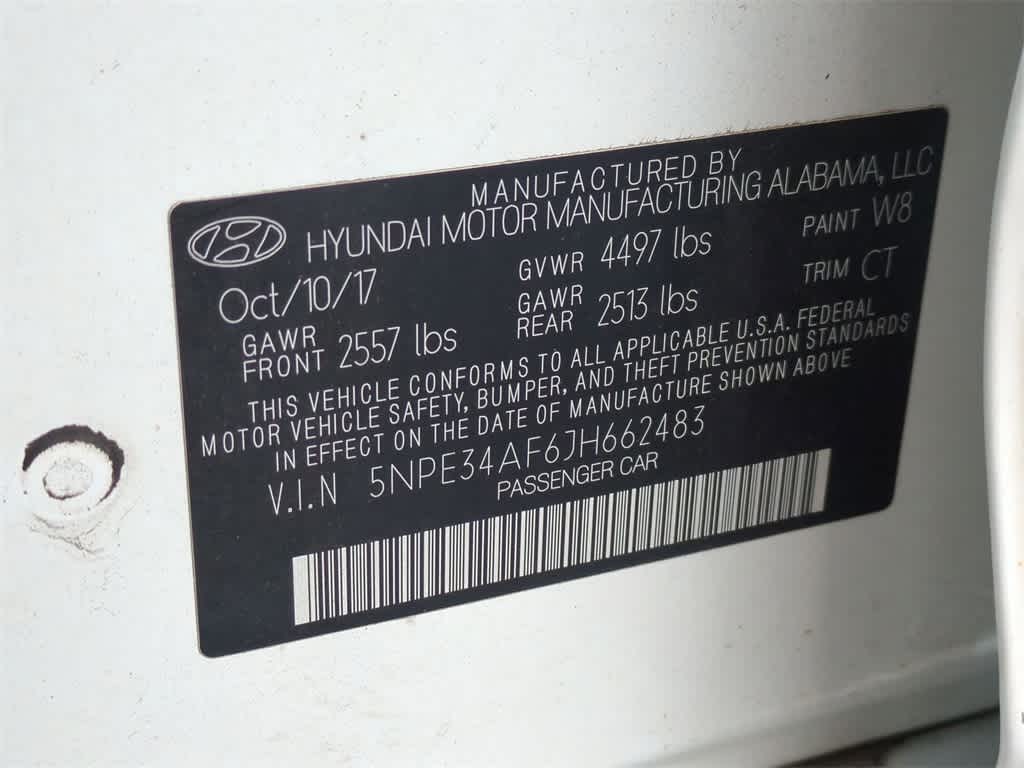 MANUFACTURED BY
HYUNDAI MOTOR MANUFACTURING ALABAMA, LLC
Oct/10/17 GVWR 4497 lbs PAINT W8
GAWR FRONT 2557 lbs GAWR REAR 2513 lbs TRIM CT
THIS VEHICLE CONFORMS TO ALL APPLICABLE U.S.A. FEDERAL
MOTOR VEHICLE SAFETY, BUMPER, AND THEFT PREVENTION STANDARDS
IN EFFECT ON THE DATE OF MANUFACTURE SHOWN ABOVE
V.I.N 5NPE34AF6JH662483
PASSENGER CAR